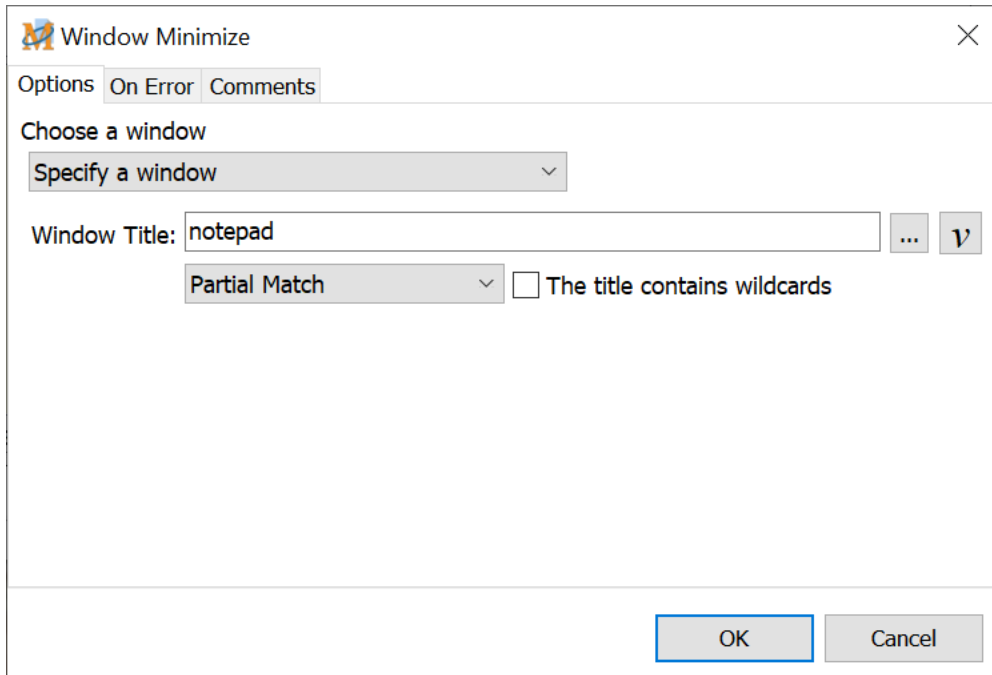 Window Minimize
Options On Error Comments
Choose a window
Specify a window
Window Title: notepad ... v
Partial Match The title contains wildcards
OK Cancel